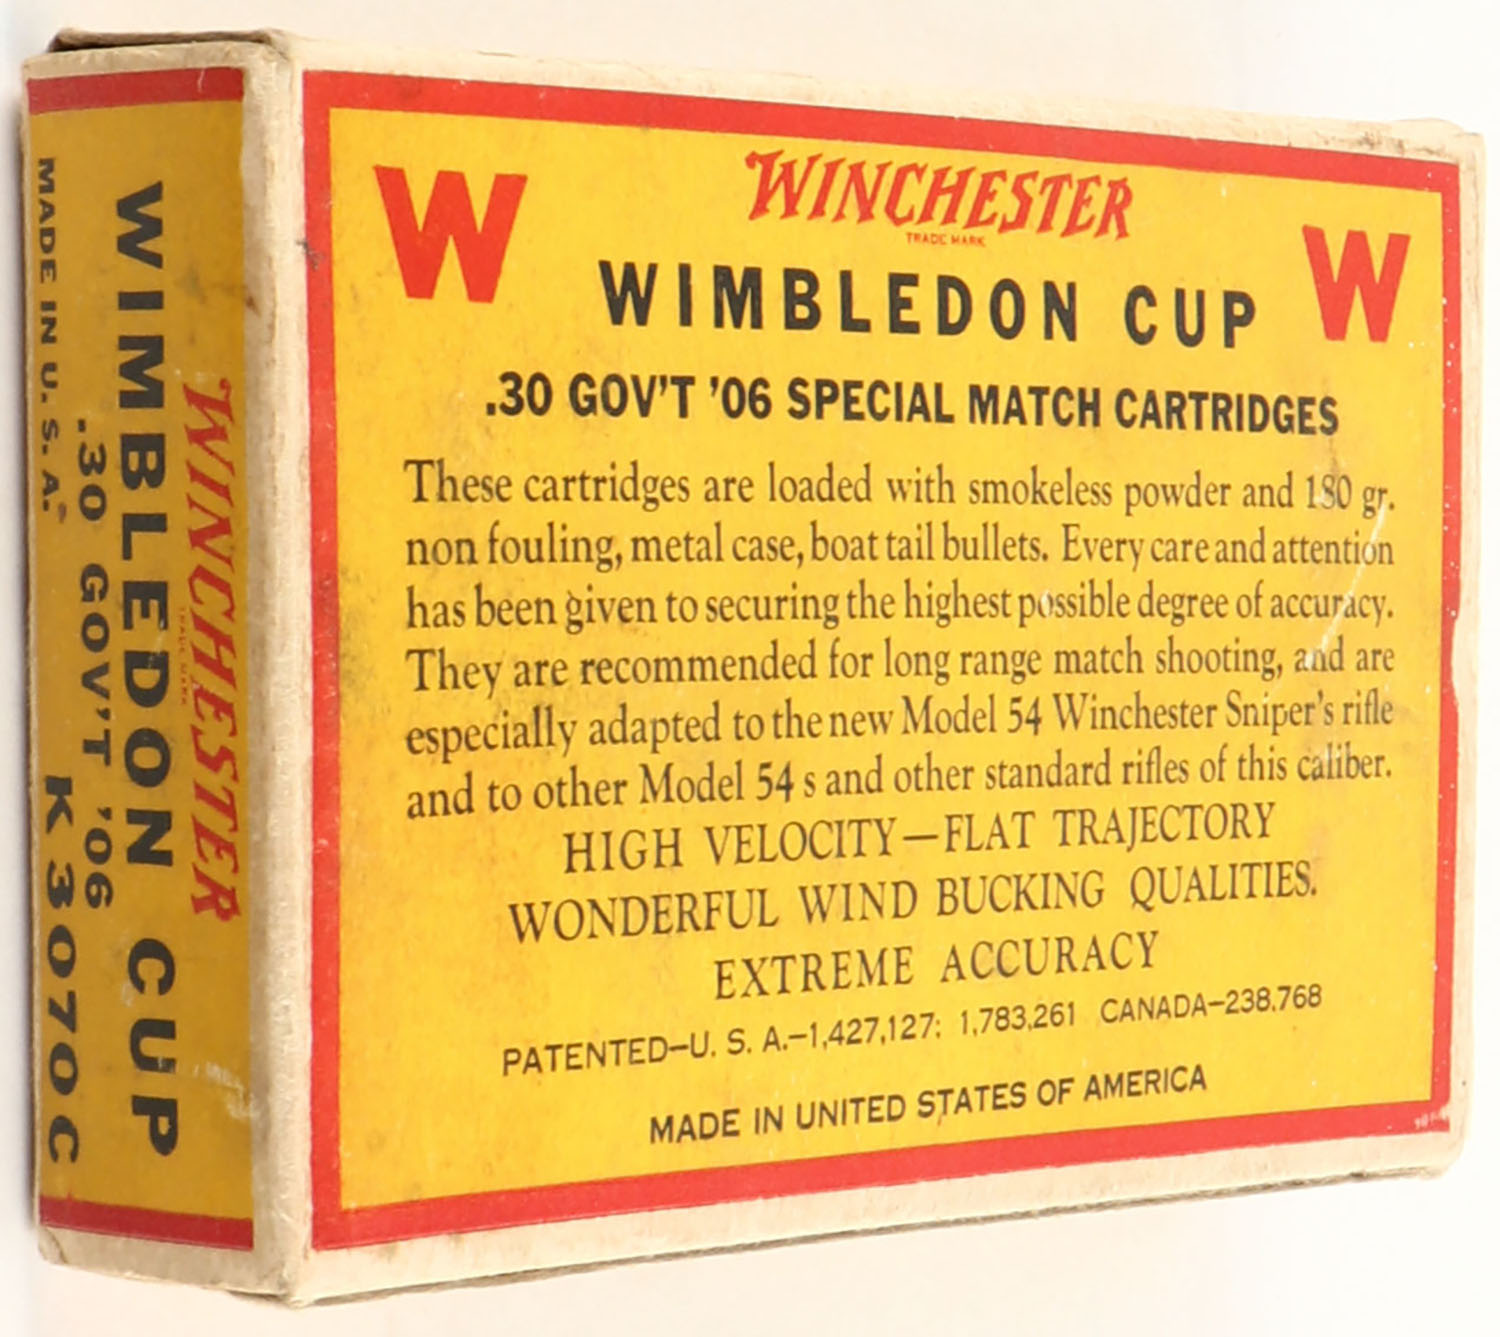 W WINCHESTER W
TRADE MARK
WIMBLEDON CUP
.30 GOV'T '06 SPECIAL MATCH CARTRIDGES
These cartridges are loaded with smokeless powder and 180 gr.
non fouling, metal case, boat tail bullets. Every care and attention
has been given to securing the highest possible degree of accuracy.
They are recommended for long range match shooting, and are
especially adapted to the new Model 54 Winchester Sniper's rifle
and to other Model 54 s and other standard rifles of this caliber.
HIGH VELOCITY—FLAT TRAJECTORY
WONDERFUL WIND BUCKING QUALITIES.
EXTREME ACCURACY
PATENTED—U. S. A.—1,427,127: 1,783,261 CANADA—238,768
MADE IN UNITED STATES OF AMERICA
WINCHESTER
TRADE MARK
WIMBLEDON CUP
.30 GOV'T '06
MADE IN U. S. A. K 3070 C